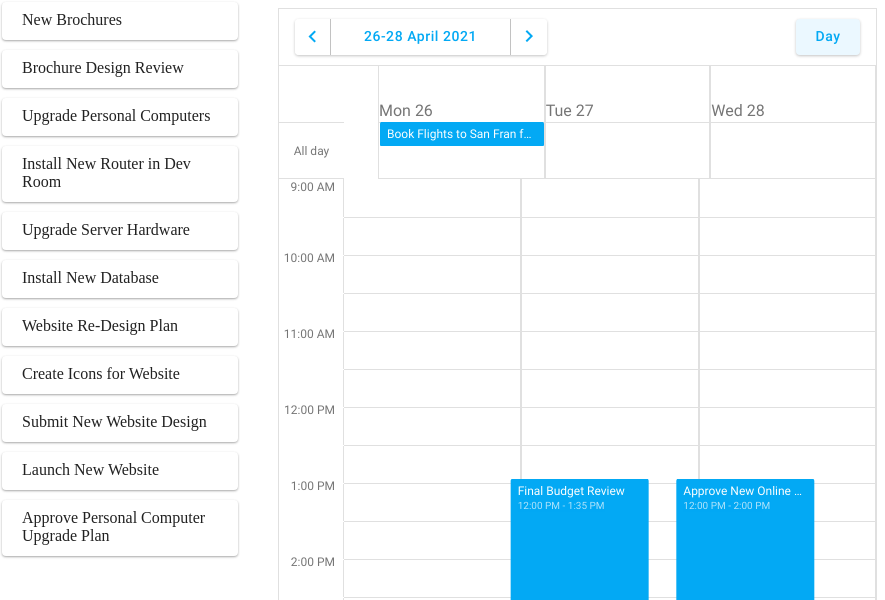 New Brochures
Brochure Design Review
Upgrade Personal Computers
Install New Router in Dev
Room
Upgrade Server Hardware
Install New Database
Website Re-Design Plan
Create Icons for Website
Submit New Website Design
Launch New Website
Approve Personal Computer
Upgrade Plan
26-28 April 2021
Day
Mon 26
Tue 27
Wed 28
All day
Book Flights to San Fran f...
9:00 AM
10:00 AM
11:00 AM
12:00 PM
1:00 PM
2:00 PM
Final Budget Review
12:00 PM - 1:35 PM
Approve New Online ...
12:00 PM - 2:00 PM